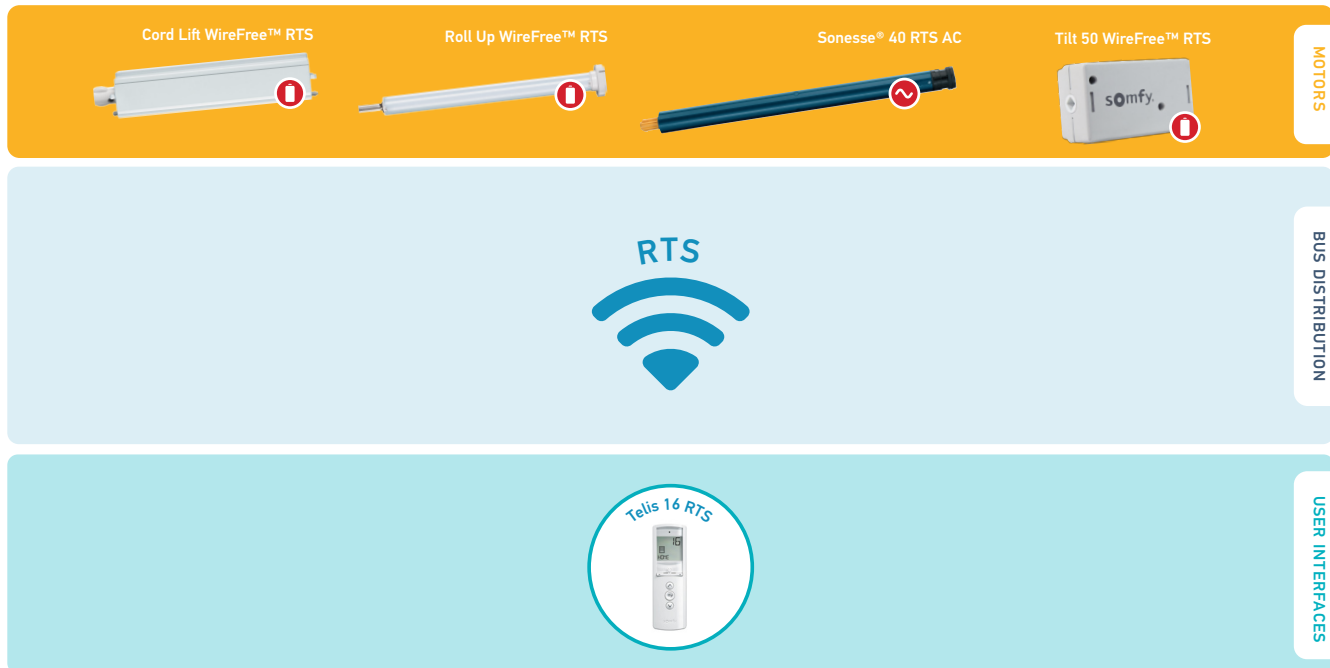 Cord Lift WireFree™ RTS
Roll Up WireFree™ RTS
Sonesse® 40 RTS AC
Tilt 50 WireFree™ RTS
somfy.
MOTORS
RTS
BUS DISTRIBUTION
Telis 16 RTS
16
USER INTERFACES